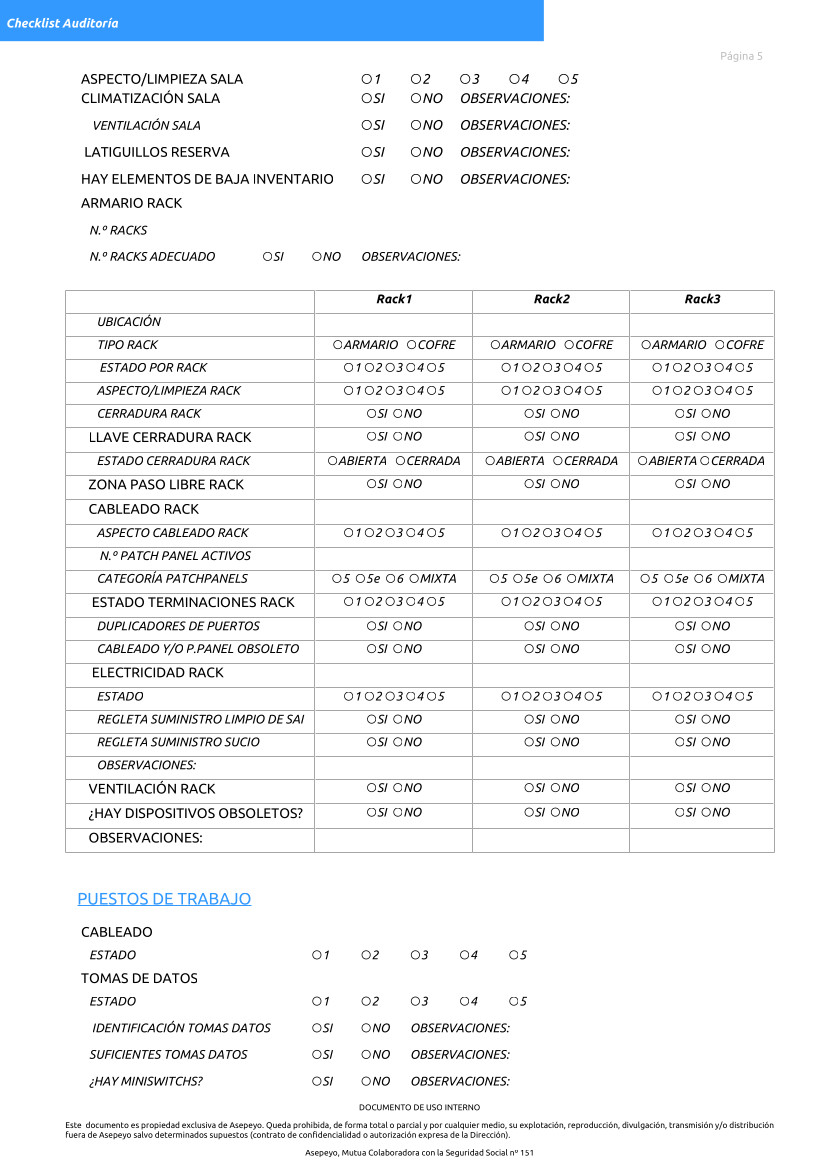 Checklist Auditoría
Página 5
ASPECTO/LIMPIEZA SALA ○1 ○2 ○3 ○4 ○5
CLIMATIZACIÓN SALA ○SI ○NO OBSERVACIONES:
VENTILACIÓN SALA ○SI ○NO OBSERVACIONES:
LATIGUILLOS RESERVA ○SI ○NO OBSERVACIONES:
HAY ELEMENTOS DE BAJA INVENTARIO ○SI ○NO OBSERVACIONES:
ARMARIO RACK
N.º RACKS
N.º RACKS ADECUADO ○SI ○NO OBSERVACIONES:
Rack1 Rack2 Rack3
UBICACIÓN
TIPO RACK ○ARMARIO ○COFRE ○ARMARIO ○COFRE ○ARMARIO ○COFRE
ESTADO POR RACK ○1○2○3○4○5 ○1○2○3○4○5 ○1○2○3○4○5
ASPECTO/LIMPIEZA RACK ○1○2○3○4○5 ○1○2○3○4○5 ○1○2○3○4○5
CERRADURA RACK ○SI ○NO ○SI ○NO ○SI ○NO
LLAVE CERRADURA RACK ○SI ○NO ○SI ○NO ○SI ○NO
ESTADO CERRADURA RACK ○ABIERTA ○CERRADA ○ABIERTA ○CERRADA ○ABIERTA ○CERRADA
ZONA PASO LIBRE RACK ○SI ○NO ○SI ○NO ○SI ○NO
CABLEADO RACK
ASPECTO CABLEADO RACK ○1○2○3○4○5 ○1○2○3○4○5 ○1○2○3○4○5
N.º PATCH PANEL ACTIVOS
CATEGORÍA PATCHPANELS ○5 ○5e ○6 ○MIXTA ○5 ○5e ○6 ○MIXTA ○5 ○5e ○6 ○MIXTA
ESTADO TERMINACIONES RACK ○1○2○3○4○5 ○1○2○3○4○5 ○1○2○3○4○5
DUPLICADORES DE PUERTOS ○SI ○NO ○SI ○NO ○SI ○NO
CABLEADO Y/O P.PANEL OBSOLETO ○SI ○NO ○SI ○NO ○SI ○NO
ELECTRICIDAD RACK
ESTADO ○1○2○3○4○5 ○1○2○3○4○5 ○1○2○3○4○5
REGLETA SUMINISTRO LIMPIO DE SAI ○SI ○NO ○SI ○NO ○SI ○NO
REGLETA SUMINISTRO SUCIO ○SI ○NO ○SI ○NO ○SI ○NO
OBSERVACIONES:
VENTILACIÓN RACK ○SI ○NO ○SI ○NO ○SI ○NO
¿HAY DISPOSITIVOS OBSOLETOS? ○SI ○NO ○SI ○NO ○SI ○NO
OBSERVACIONES:
PUESTOS DE TRABAJO
CABLEADO
ESTADO ○1 ○2 ○3 ○4 ○5
TOMAS DE DATOS
ESTADO ○1 ○2 ○3 ○4 ○5
IDENTIFICACIÓN TOMAS DATOS ○SI ○NO OBSERVACIONES:
SUFICIENTES TOMAS DATOS ○SI ○NO OBSERVACIONES:
¿HAY MINISWITCHS? ○SI ○NO OBSERVACIONES:
DOCUMENTO DE USO INTERNO
Este documento es propiedad exclusiva de Asepeyo. Queda prohibida, de forma total o parcial y por cualquier medio, su explotación, reproducción, divulgación, transmisión y/o distribución
fuera de Asepeyo salvo determinados supuestos (contrato de confidencialidad o autorización expresa de la Dirección).
Asepeyo, Mutua Colaboradora con la Seguridad Social nº 151